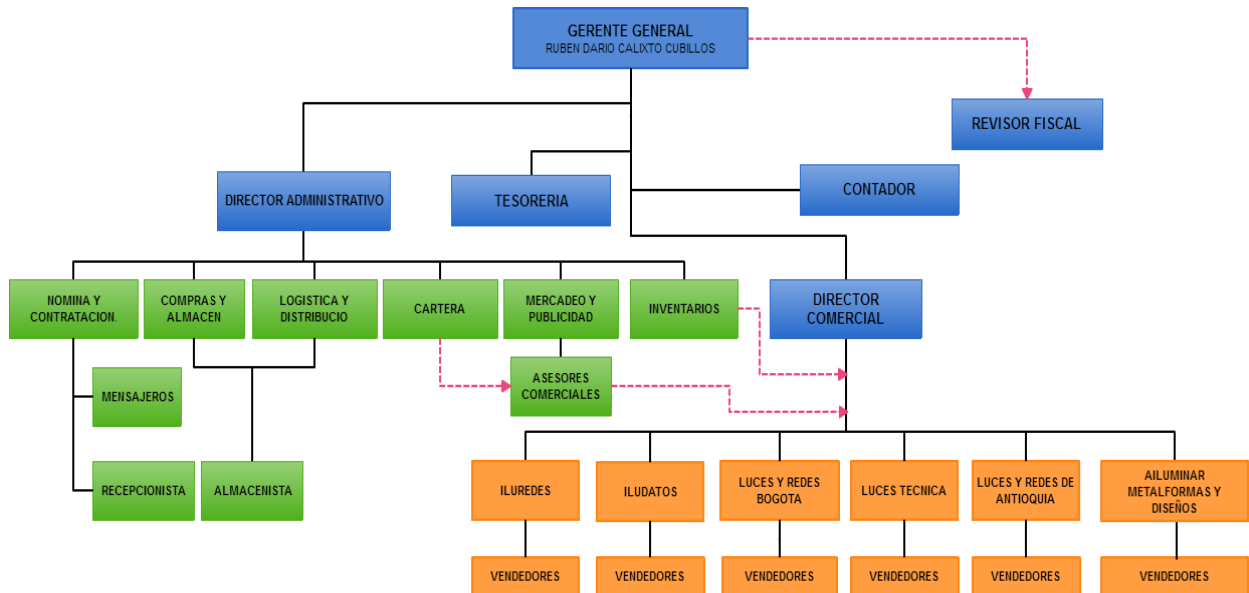 GERENTE GENERAL
RUBEN DARIO CALIXTO CUBILLOS
REVISOR FISCAL
DIRECTOR ADMINISTRATIVO
TESORERIA
CONTADOR
NOMINA Y
CONTRATACION.
COMPRAS Y
ALMACEN
LOGISTICA Y
DISTRIBUCIO
CARTERA
MERCADEO Y
PUBLICIDAD
INVENTARIOS
DIRECTOR
COMERCIAL
MENSAJEROS
ASESORES
COMERCIALES
RECEPCIONISTA
ALMACENISTA
ILUREDES
ILUDATOS
LUCES Y REDES
BOGOTA
LUCES TECNICA
LUCES Y REDES DE
ANTIOQUIA
AILUMINAR
METALFORMAS Y
DISEÑOS
VENDEDORES
VENDEDORES
VENDEDORES
VENDEDORES
VENDEDORES
VENDEDORES